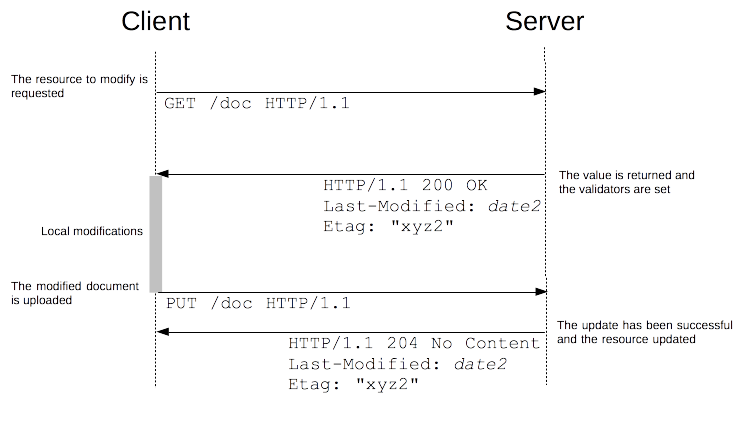 Client
Server
The resource to modify is
requested
GET /doc HTTP/1.1
The value is returned and
the validators are set
HTTP/1.1 200 OK
Last-Modified: date2
Etag: "xyz2"
Local modifications
The modified document
is uploaded
PUT /doc HTTP/1.1
The update has been successful
and the resource updated
HTTP/1.1 204 No Content
Last-Modified: date2
Etag: "xyz2"